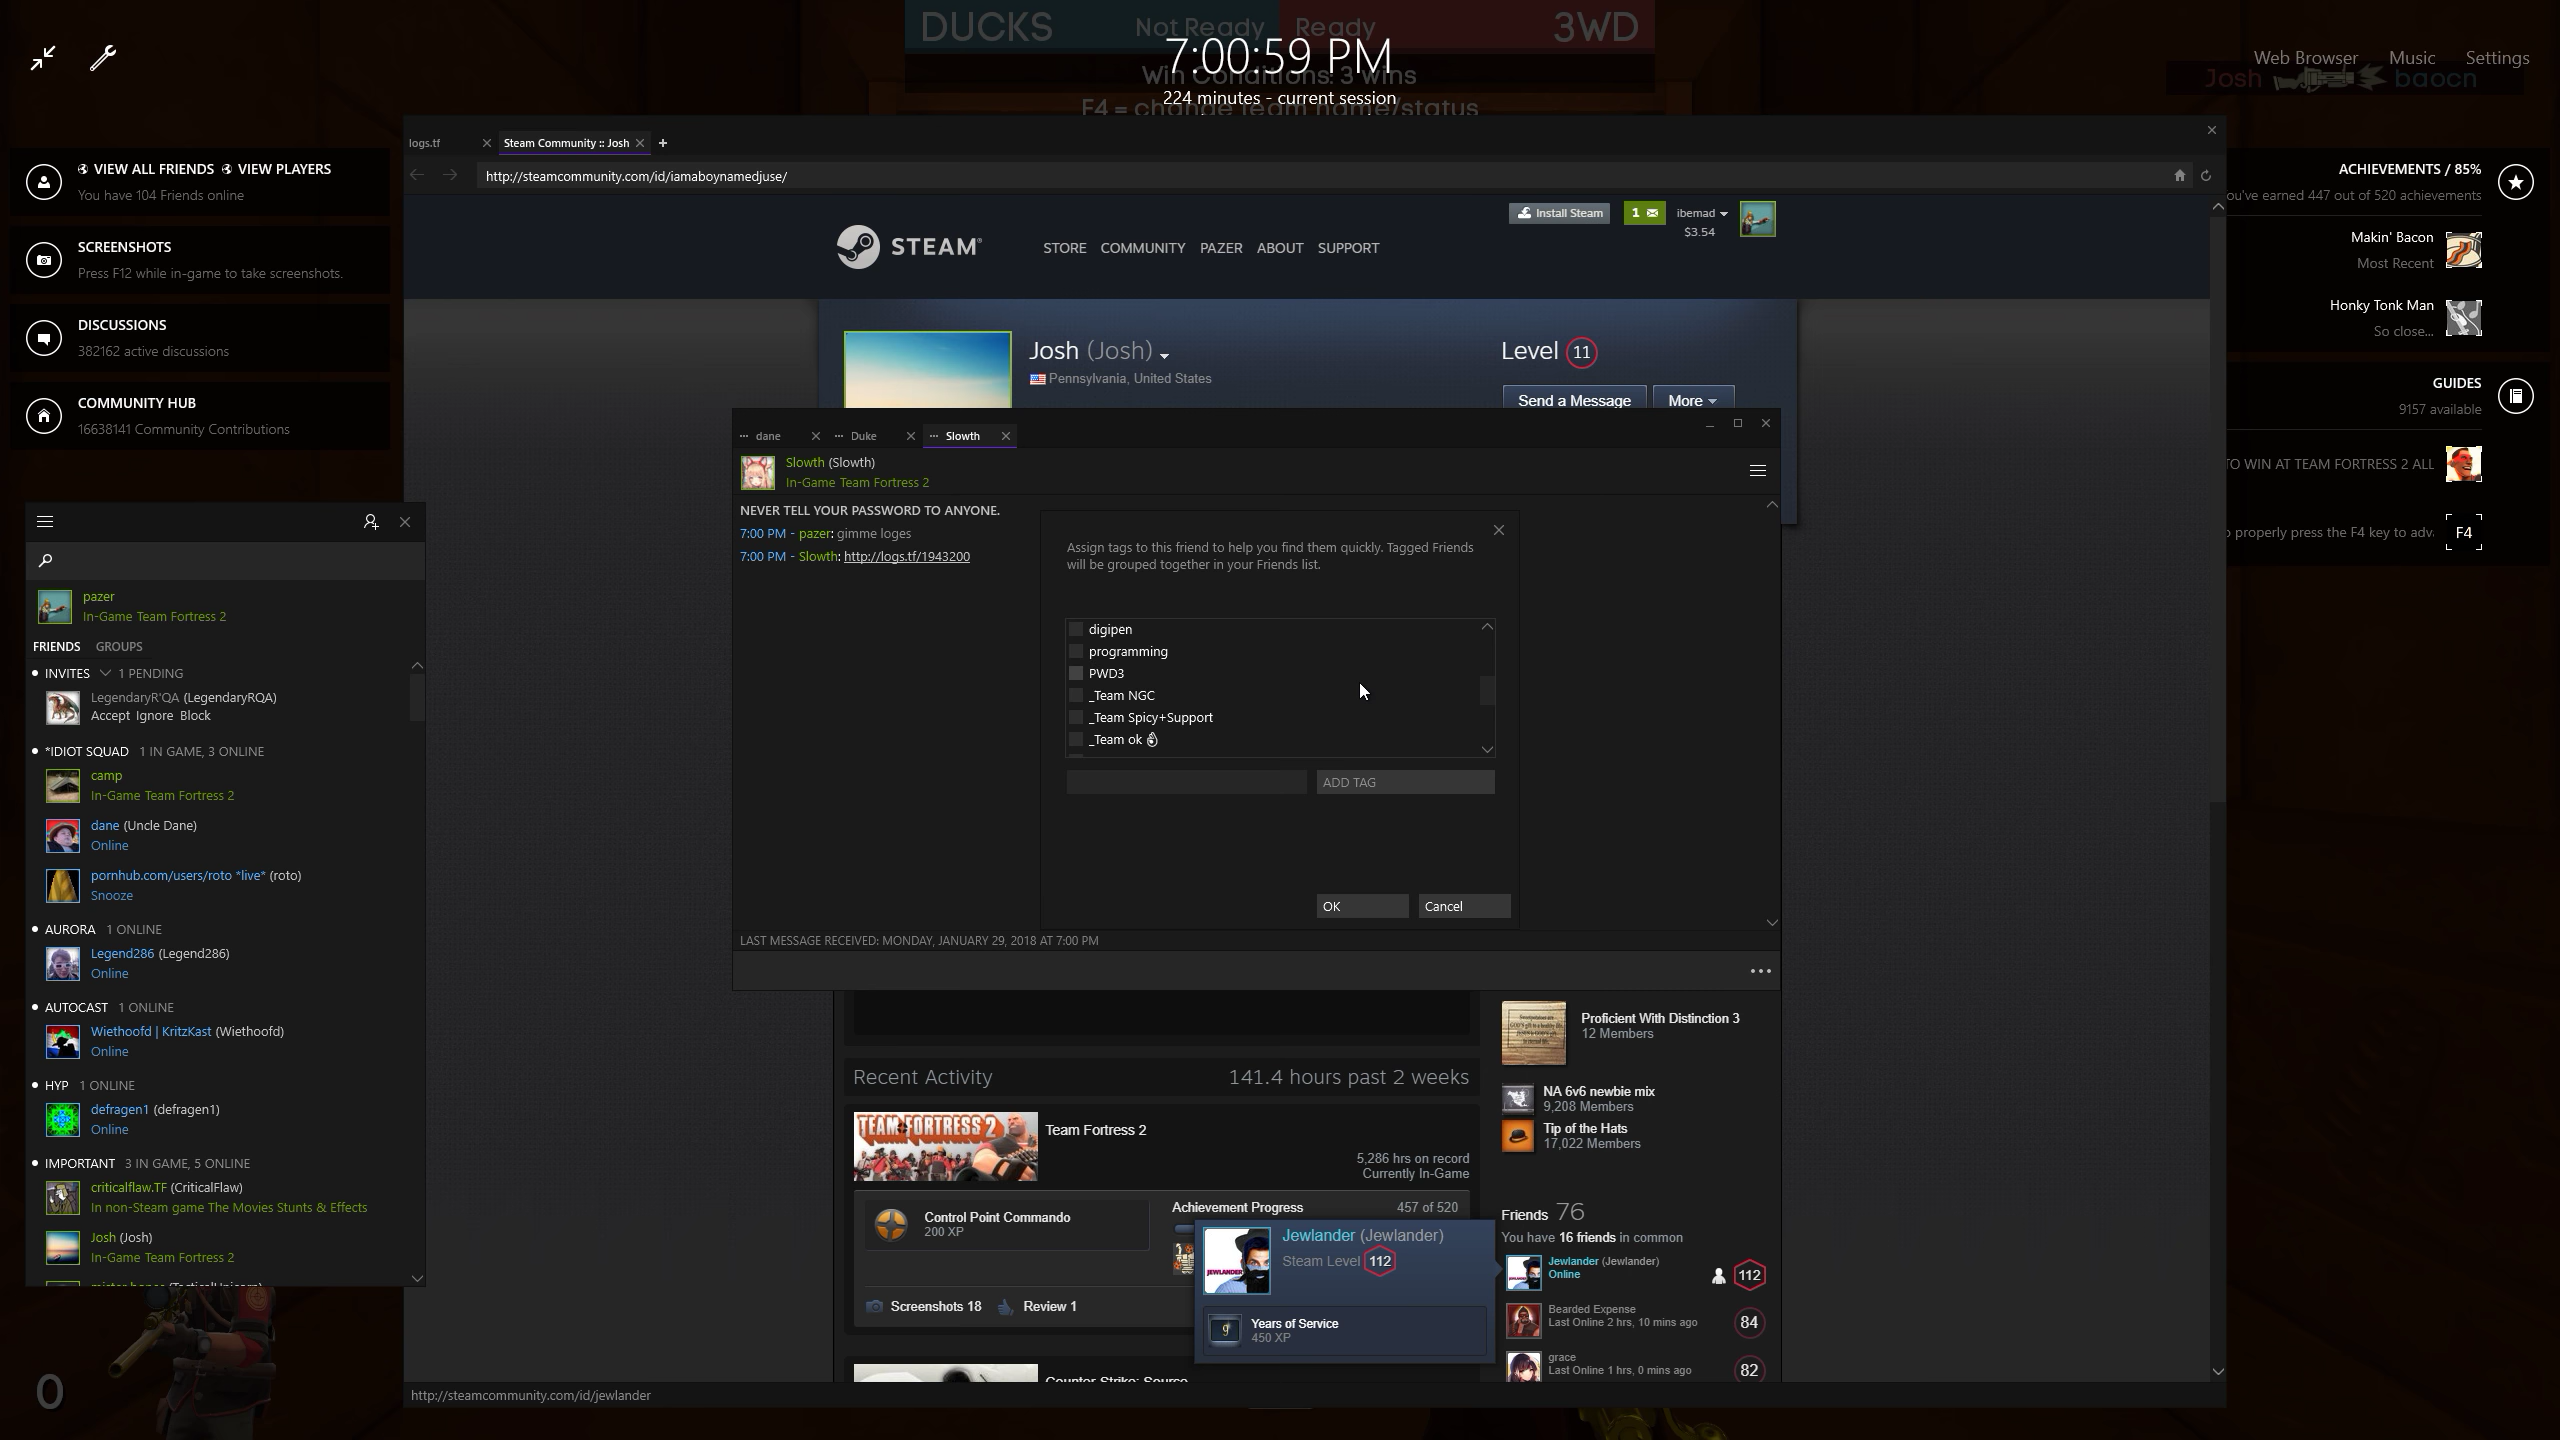 DUCKS Not Ready Ready 3WD
7:00:59 PM
Win Conditions: 3 wins
224 minutes - current session
F4 = change team name/status
Web Browser Music Settings
Josh baocn
VIEW ALL FRIENDS VIEW PLAYERS
You have 104 Friends online
SCREENSHOTS
Press F12 while in-game to take screenshots.
DISCUSSIONS
382162 active discussions
COMMUNITY HUB
16638141 Community Contributions
ACHIEVEMENTS / 85%
ou've earned 447 out of 520 achievements
Makin' Bacon
Most Recent
Honky Tonk Man
So close...
GUIDES
9157 available
TO WIN AT TEAM FORTRESS 2 ALL
properly press the F4 key to adv
F4
logs.tf
Steam Community :: Josh
http://steamcommunity.com/id/iamaboynamedjuse/
Install Steam
1
ibemad
$3.54
STEAM
STORE COMMUNITY PAZER ABOUT SUPPORT
Josh (Josh)
Pennsylvania, United States
Level 11
Send a Message
More
dane
Duke
Slowth
Slowth (Slowth)
In-Game Team Fortress 2
NEVER TELL YOUR PASSWORD TO ANYONE.
7:00 PM - pazer: gimme loges
7:00 PM - Slowth: http://logs.tf/1943200
Assign tags to this friend to help you find them quickly. Tagged Friends
will be grouped together in your Friends list.
digipen
programming
PWD3
_Team NGC
_Team Spicy+Support
_Team ok 👌
ADD TAG
OK
Cancel
LAST MESSAGE RECEIVED: MONDAY, JANUARY 29, 2018 AT 7:00 PM
pazer
In-Game Team Fortress 2
FRIENDS GROUPS
INVITES 1 PENDING
LegendaryR'QA (LegendaryRQA)
Accept Ignore Block
*IDIOT SQUAD 1 IN GAME, 3 ONLINE
camp
In-Game Team Fortress 2
dane (Uncle Dane)
Online
pornhub.com/users/roto *live* (roto)
Snooze
AURORA 1 ONLINE
Legend286 (Legend286)
Online
AUTOCAST 1 ONLINE
Wiethoofd | KritzKast (Wiethoofd)
Online
HYP 1 ONLINE
defragen1 (defragen1)
Online
IMPORTANT 3 IN GAME, 5 ONLINE
criticalflaw.TF (CriticalFlaw)
In non-Steam game The Movies Stunts & Effects
Josh (Josh)
In-Game Team Fortress 2
Recent Activity 141.4 hours past 2 weeks
TEAM FORTRESS 2
Team Fortress 2
5,286 hrs on record
Currently In-Game
Control Point Commando
200 XP
Achievement Progress 457 of 520
Screenshots 18
Review 1
Jewlander (Jewlander)
Steam Level 112
JEWLANDER
Years of Service
450 XP
9
Counter-Strike: Source
Proficient With Distinction 3
12 Members
NA 6v6 newbie mix
9,208 Members
Tip of the Hats
17,022 Members
Friends 76
You have 16 friends in common
Jewlander (Jewlander)
Online
112
Bearded Expense
Last Online 2 hrs, 10 mins ago
84
grace
Last Online 1 hrs, 0 mins ago
82
http://steamcommunity.com/id/jewlander
0